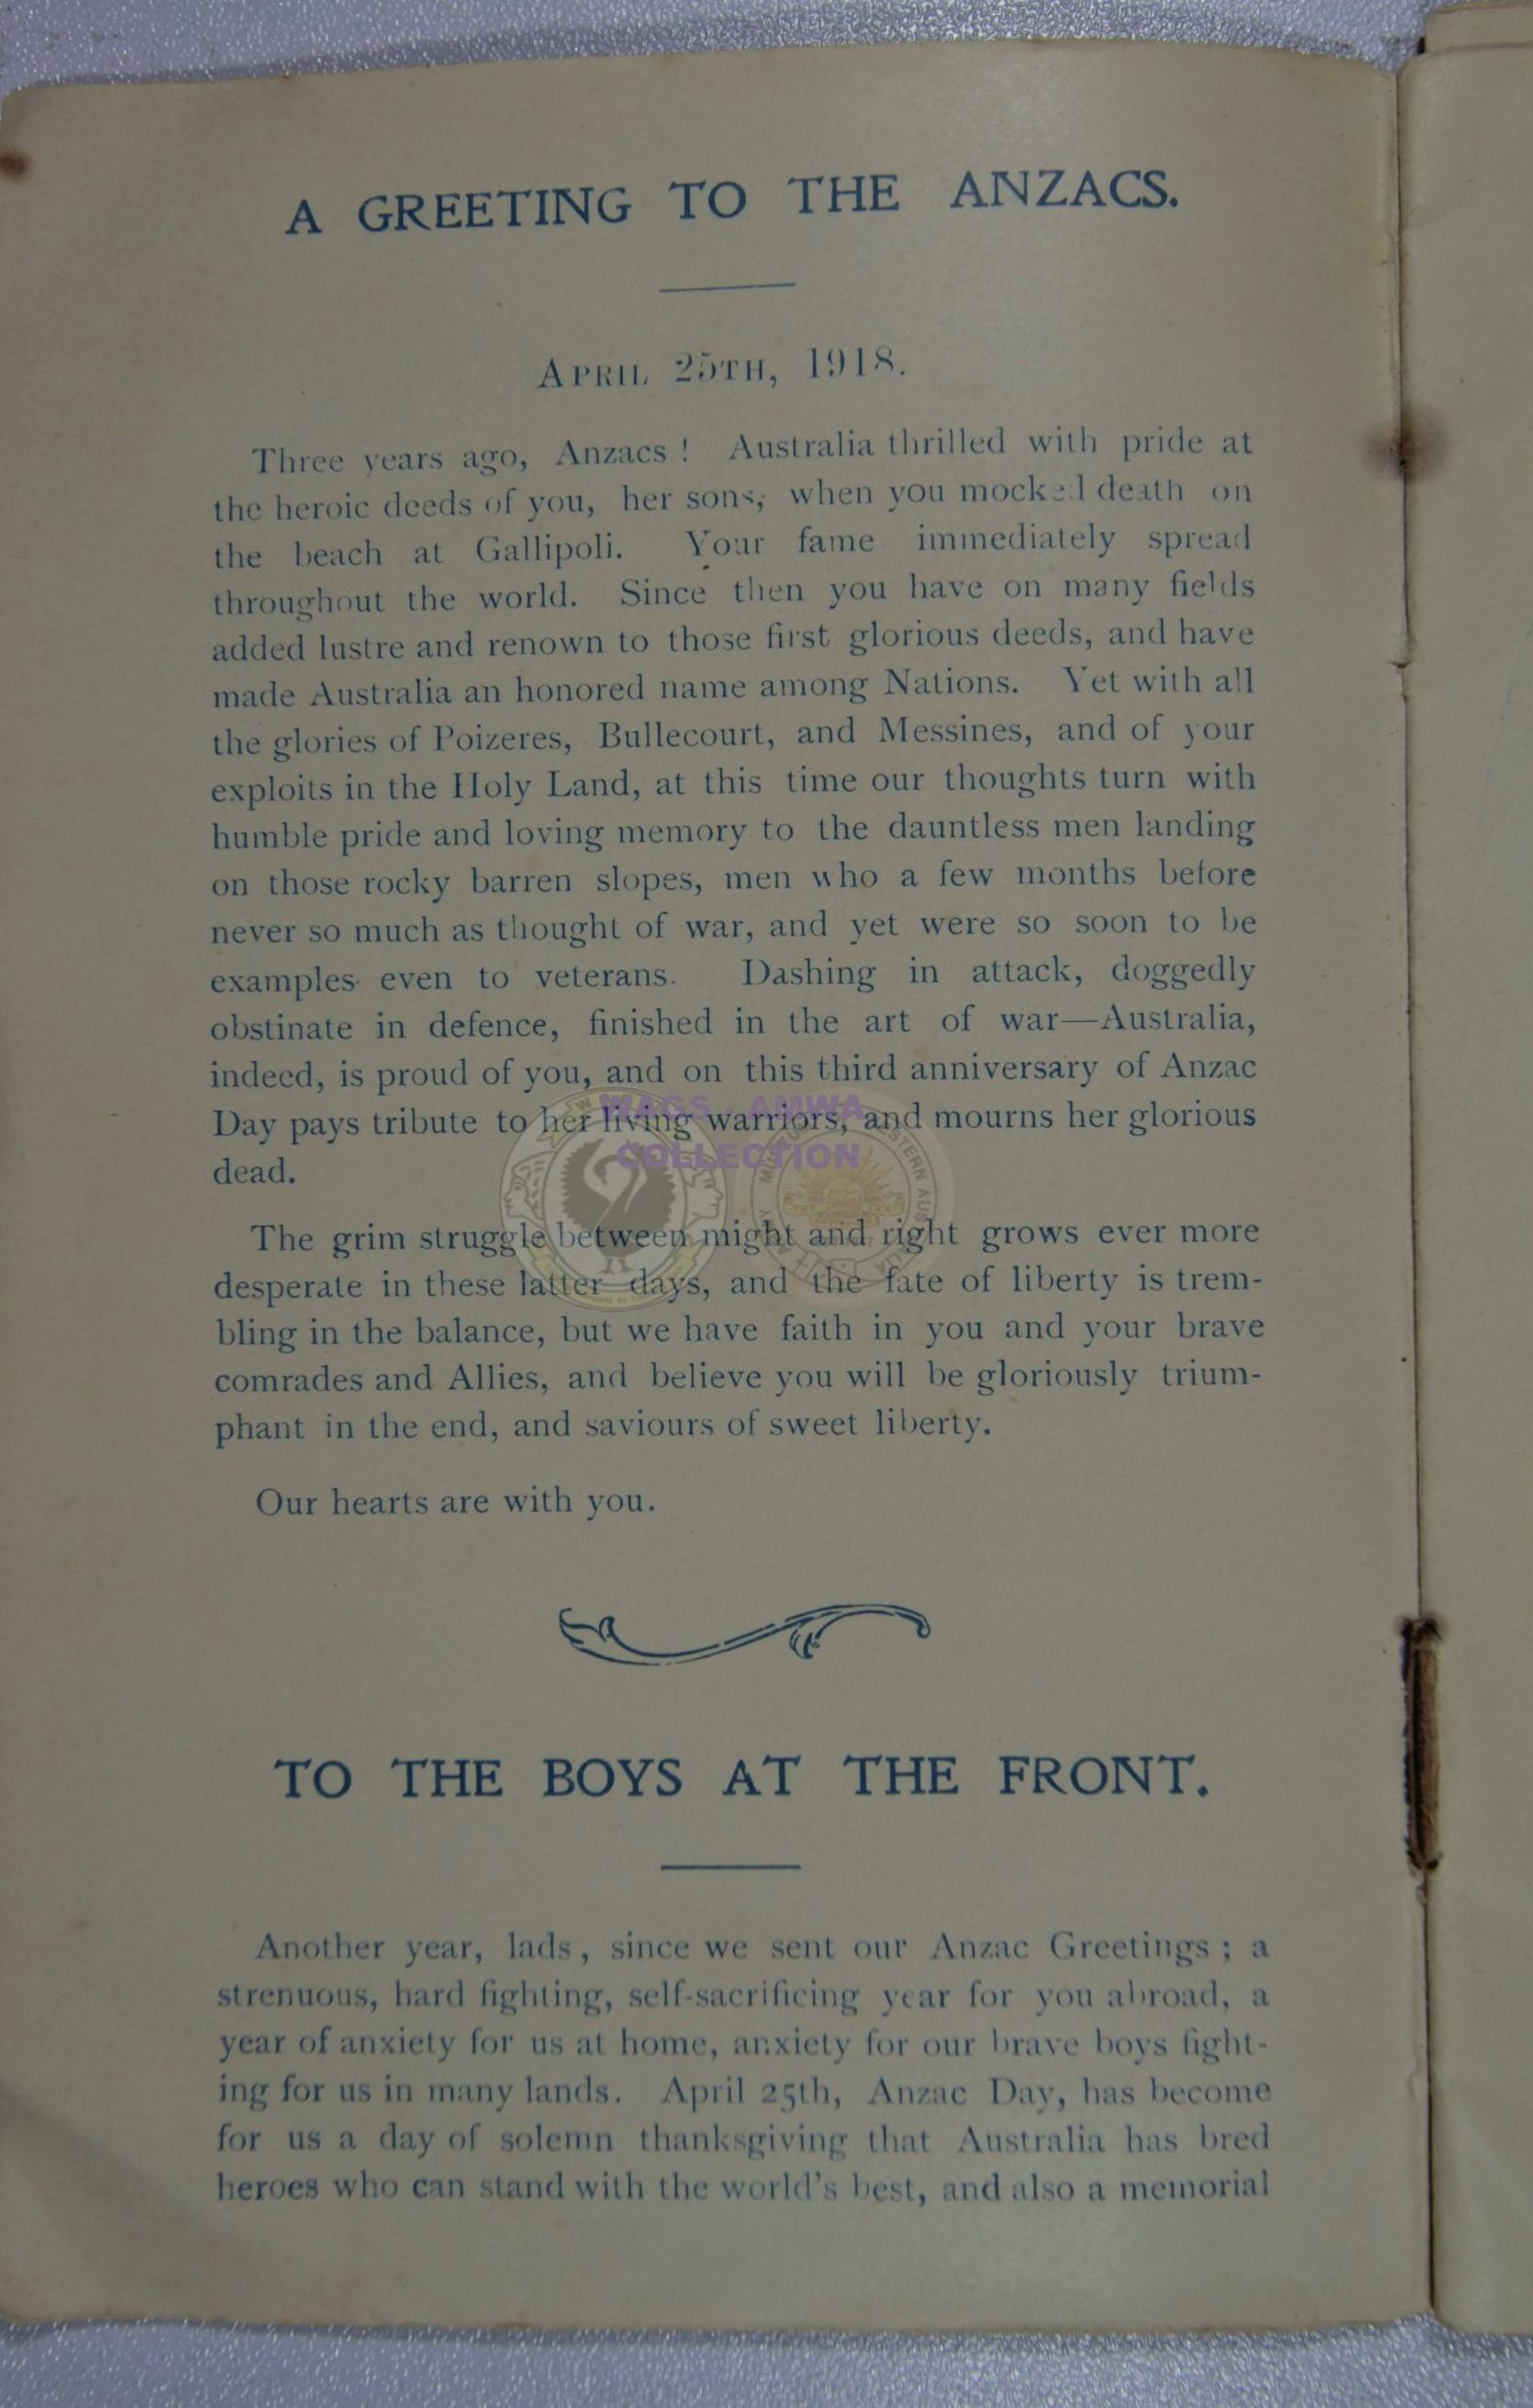 A GREETING TO THE ANZACS.
APRIL 25TH, 1918.
Three years ago, Anzacs ! Australia thrilled with pride at
the heroic deeds of you, her sons, when you mocked death on
the beach at Gallipoli. Your fame immediately spread
throughout the world. Since then you have on many fields
added lustre and renown to those first glorious deeds, and have
made Australia an honored name among Nations. Yet with all
the glories of Poizeres, Bullecourt, and Messines, and of your
exploits in the Holy Land, at this time our thoughts turn with
humble pride and loving memory to the dauntless men landing
on those rocky barren slopes, men who a few months before
never so much as thought of war, and yet were so soon to be
examples even to veterans. Dashing in attack, doggedly
obstinate in defence, finished in the art of war—Australia,
indeed, is proud of you, and on this third anniversary of Anzac
Day pays tribute to her living warriors, and mourns her glorious
dead.
WAGS - AMWA
COLLECTION
The grim struggle between might and right grows ever more
desperate in these latter days, and the fate of liberty is trem-
bling in the balance, but we have faith in you and your brave
comrades and Allies, and believe you will be gloriously trium-
phant in the end, and saviours of sweet liberty.
Our hearts are with you.
TO THE BOYS AT THE FRONT.
Another year, lads, since we sent our Anzac Greetings ; a
strenuous, hard fighting, self-sacrificing year for you abroad, a
year of anxiety for us at home, anxiety for our brave boys fight-
ing for us in many lands. April 25th, Anzac Day, has become
for us a day of solemn thanksgiving that Australia has bred
heroes who can stand with the world's best, and also a memorial